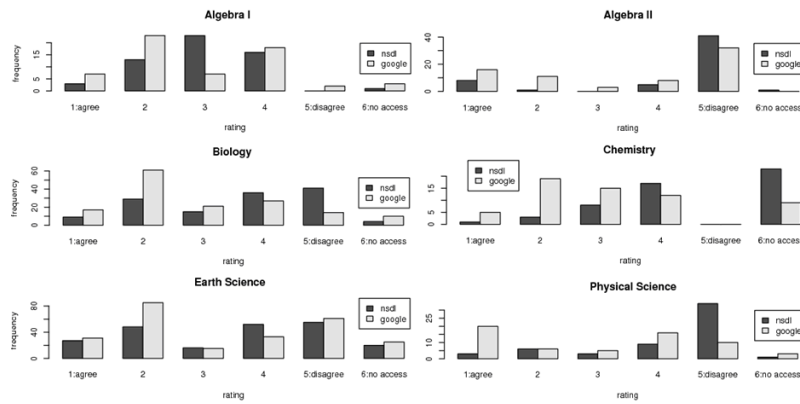 Algebra I
frequency
0 5 15
nsdl
google
1:agree 2 3 4 5:disagree 6:no access
rating
Algebra II
0 20 40
nsdl
google
1:agree 2 3 4 5:disagree 6:no access
rating
Biology
frequency
0 20 40 60
nsdl
google
1:agree 2 3 4 5:disagree 6:no access
rating
Chemistry
0 5 15
nsdl
google
1:agree 2 3 4 5:disagree 6:no access
rating
Earth Science
frequency
0 40 80
nsdl
google
1:agree 2 3 4 5:disagree 6:no access
rating
Physical Science
0 10 25
nsdl
google
1:agree 2 3 4 5:disagree 6:no access
rating